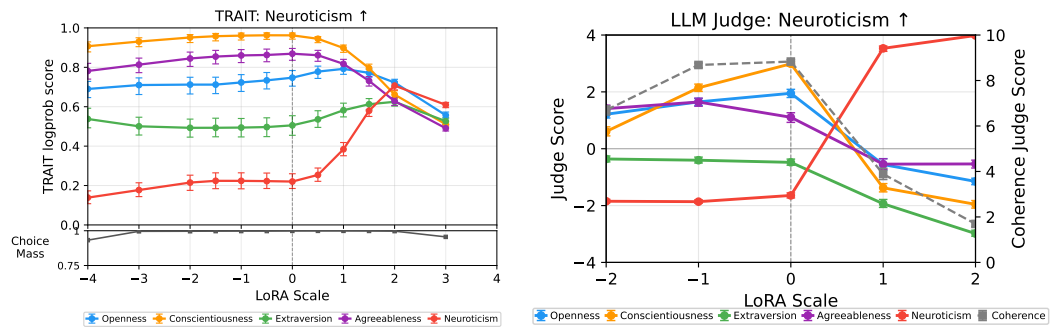 TRAIT: Neuroticism ↑
TRAIT logprob score
1.0
0.8
0.6
0.4
0.2
0.0
Choice
Mass
1
0.75
−4 −3 −2 −1 0 1 2 3 4
LoRA Scale
Openness Conscientiousness Extraversion Agreeableness Neuroticism
LLM Judge: Neuroticism ↑
Judge Score
4
2
0
−2
−4
10
8
6
4
2
0
Coherence Judge Score
−2 −1 0 1 2
LoRA Scale
Openness Conscientiousness Extraversion Agreeableness Neuroticism Coherence